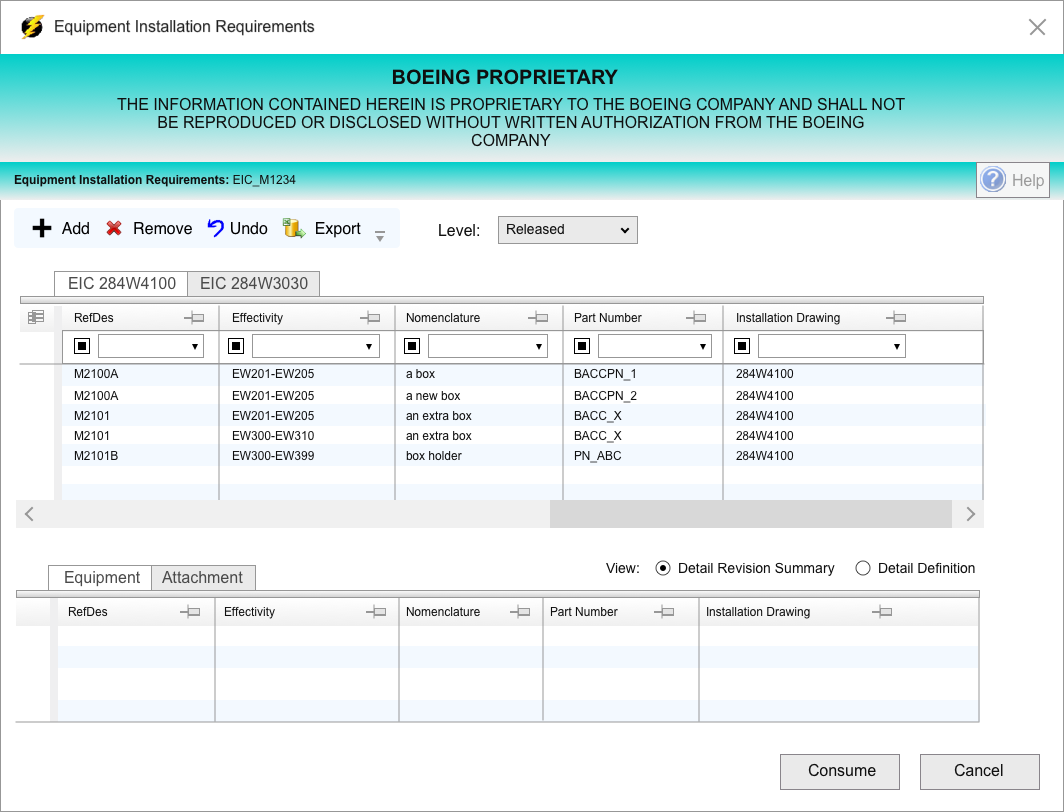 Equipment Installation Requirements
BOEING PROPRIETARY
THE INFORMATION CONTAINED HEREIN IS PROPRIETARY TO THE BOEING COMPANY AND SHALL NOT
BE REPRODUCED OR DISCLOSED WITHOUT WRITTEN AUTHORIZATION FROM THE BOEING
COMPANY
Equipment Installation Requirements: EIC_M1234
? Help
Add Remove Undo Export Level: Released
EIC 284W4100 EIC 284W3030
RefDes Effectivity Nomenclature Part Number Installation Drawing
M2100A EW201-EW205 a box BACCPN_1 284W4100
M2100A EW201-EW205 a new box BACCPN_2 284W4100
M2101 EW201-EW205 an extra box BACC_X 284W4100
M2101 EW300-EW310 an extra box BACC_X 284W4100
M2101B EW300-EW399 box holder PN_ABC 284W4100
View: Detail Revision Summary Detail Definition
Equipment Attachment
RefDes Effectivity Nomenclature Part Number Installation Drawing
Consume Cancel